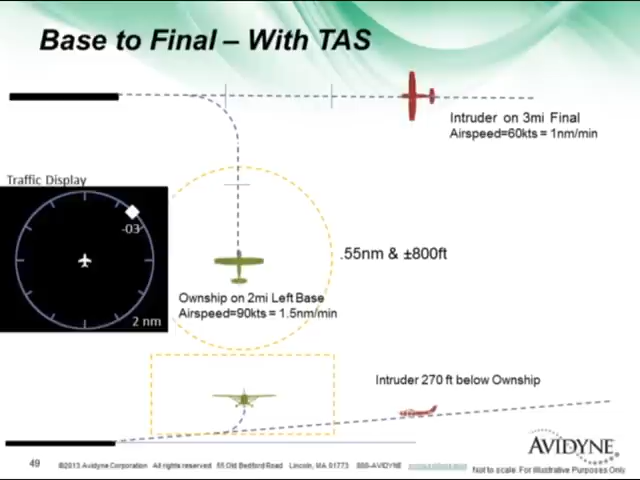 Base to Final – With TAS
Intruder on 3mi Final
Airspeed=60kts = 1nm/min
Traffic Display
-03
2 nm
.55nm & ±800ft
Ownship on 2mi Left Base
Airspeed=90kts = 1.5nm/min
Intruder 270 ft below Ownship
AVIDYNE
49
©2013 Avidyne Corporation All rights reserved 55 Old Bedford Road Lincoln, MA 01773 800-AVIDYNE
Not to scale. For Illustrative Purposes Only.